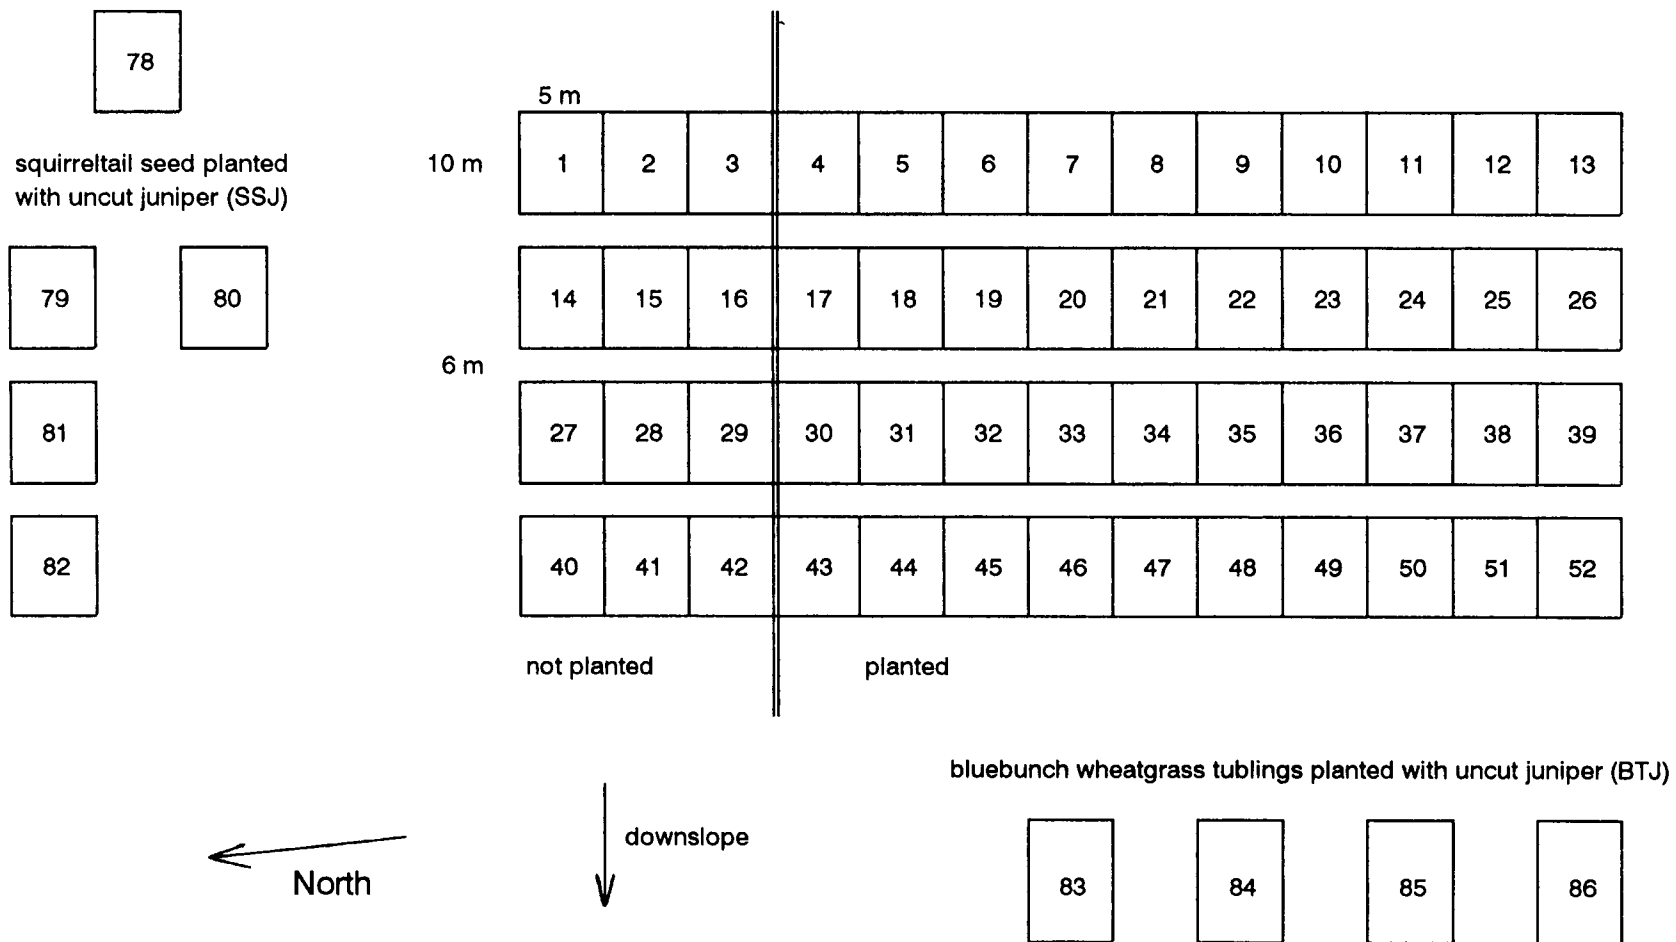 78
5 m
squirreltail seed planted
with uncut juniper (SSJ)
10 m
1 2 3 4 5 6 7 8 9 10 11 12 13
79 80
14 15 16 17 18 19 20 21 22 23 24 25 26
6 m
81
27 28 29 30 31 32 33 34 35 36 37 38 39
82
40 41 42 43 44 45 46 47 48 49 50 51 52
not planted planted
bluebunch wheatgrass tublings planted with uncut juniper (BTJ)
downslope
North
83 84 85 86